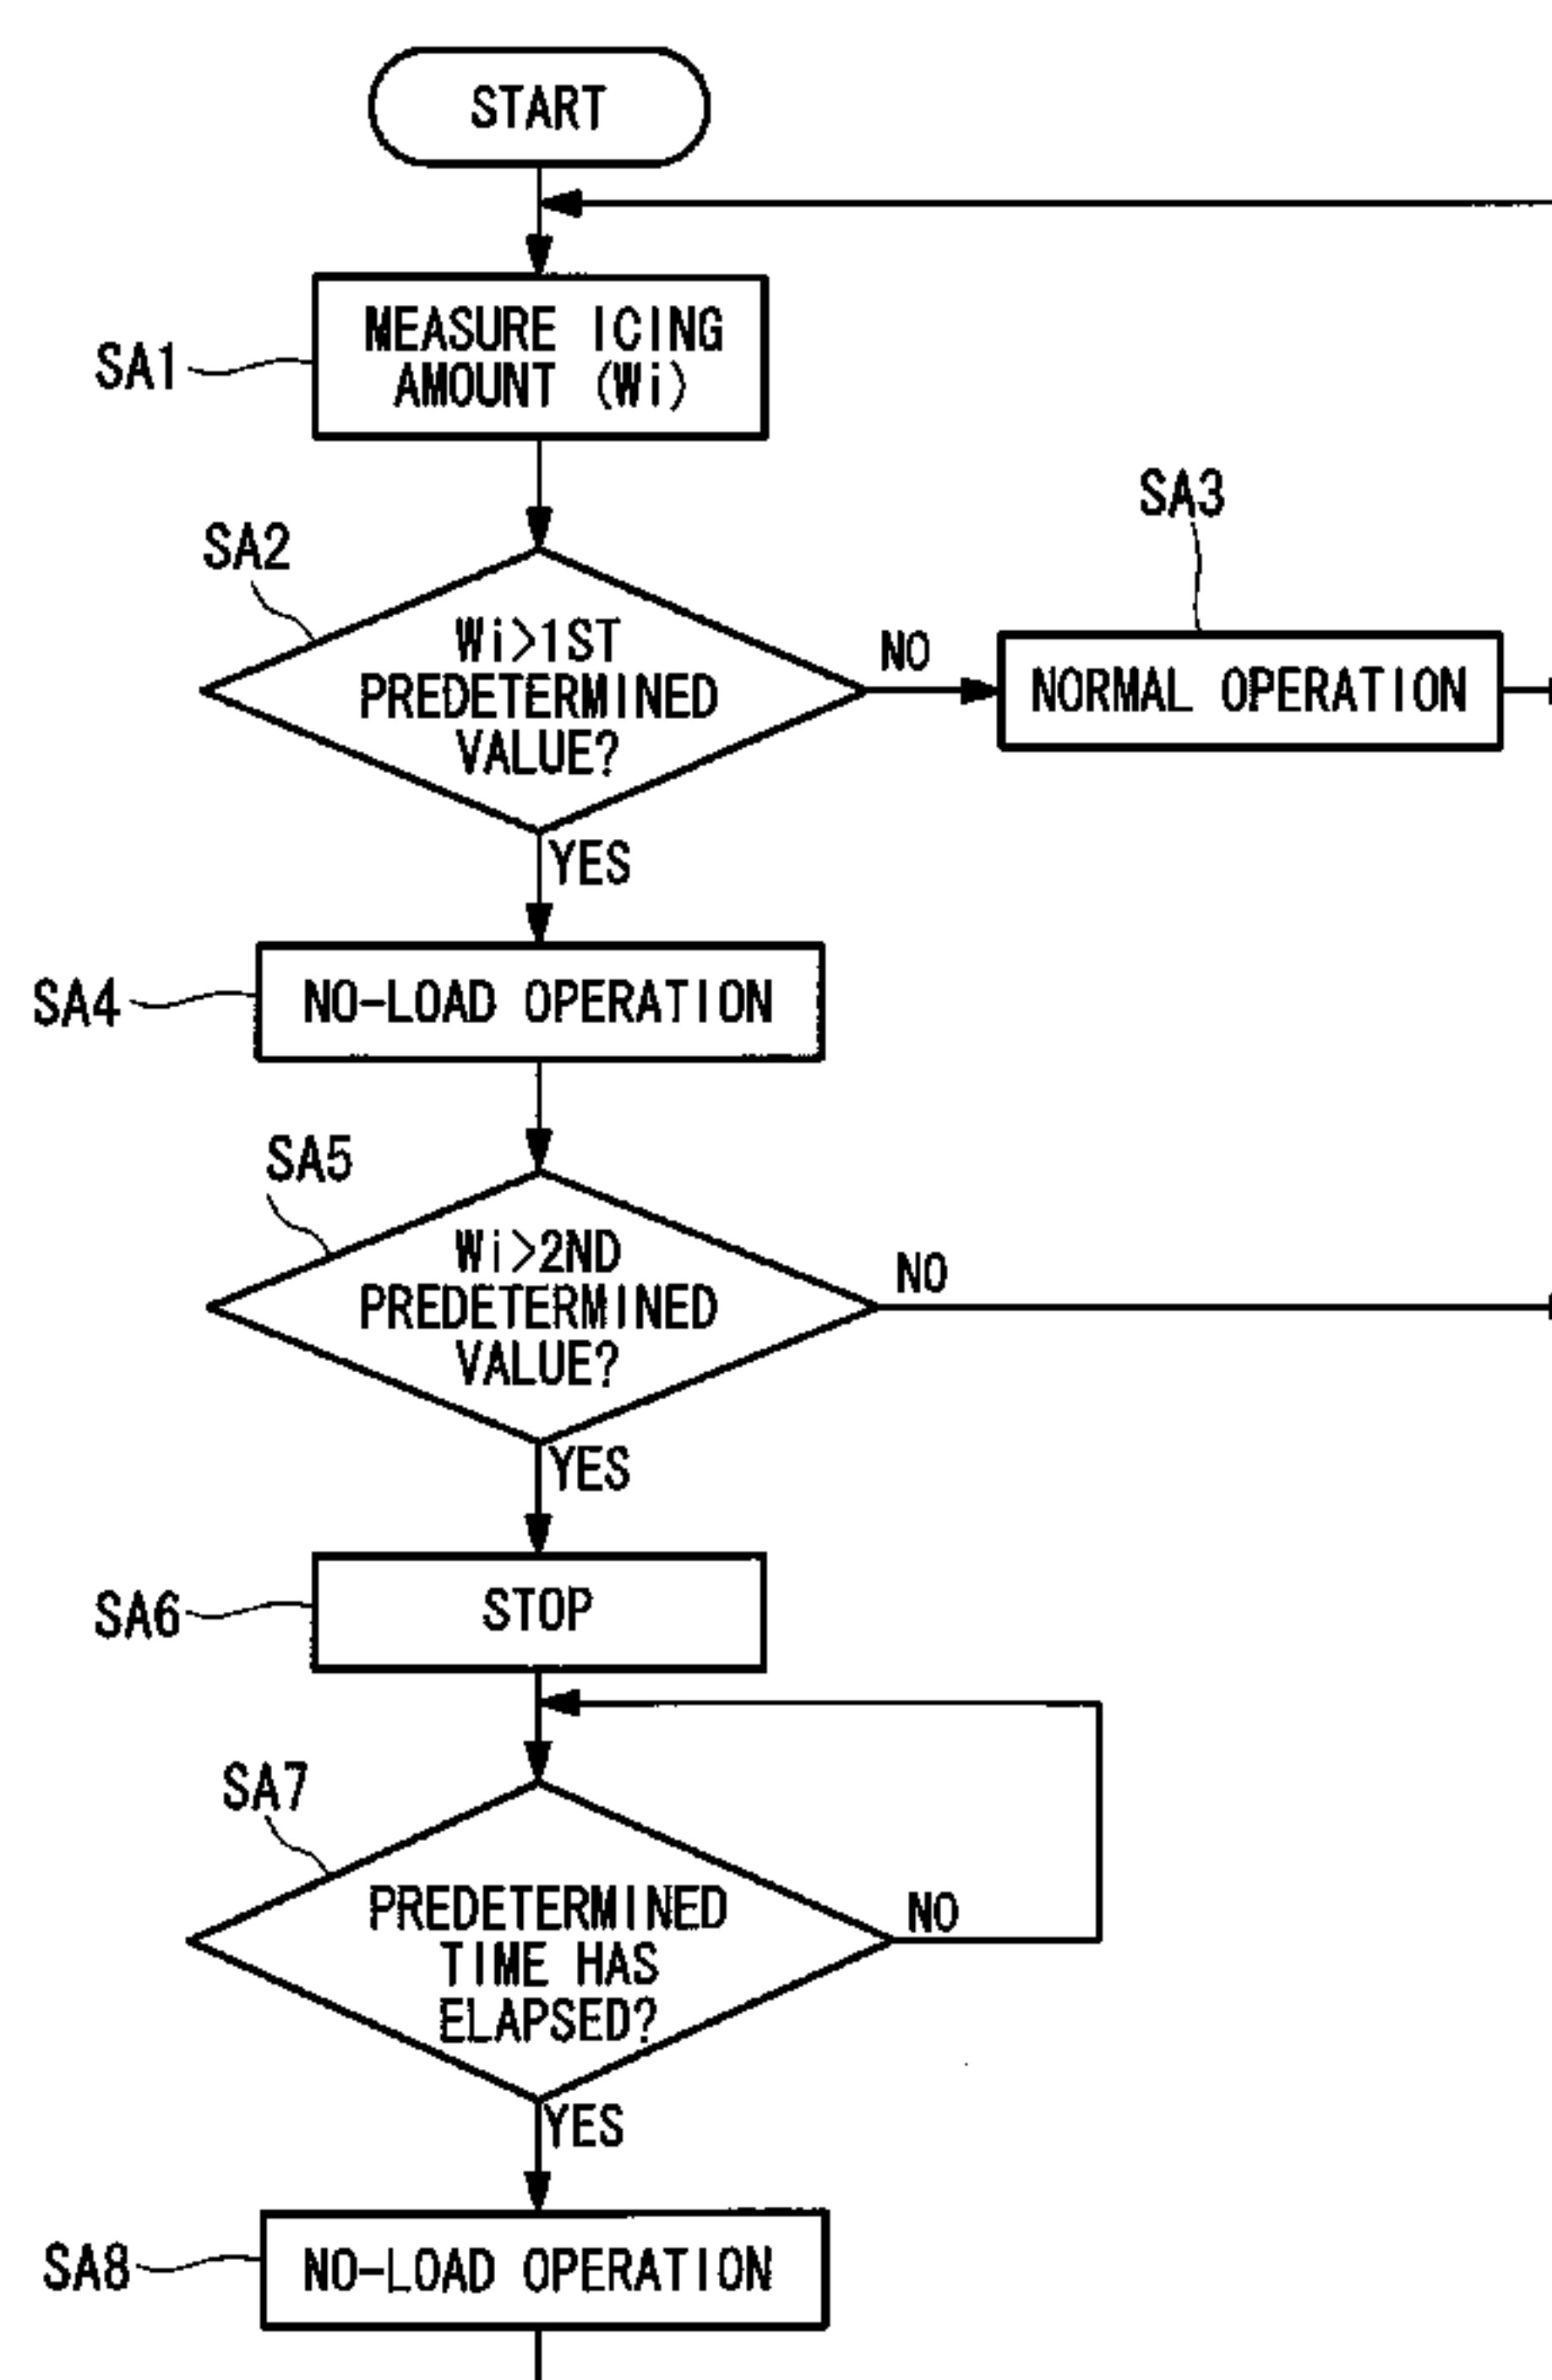 START
SA1
MEASURE ICING
AMOUNT (Wi)
SA2
Wi>1ST
PREDETERMINED
VALUE?
NO
SA3
NORMAL OPERATION
YES
SA4
NO-LOAD OPERATION
SA5
Wi>2ND
PREDETERMINED
VALUE?
NO
YES
SA6
STOP
SA7
PREDETERMINED
TIME HAS
ELAPSED?
NO
YES
SA8
NO-LOAD OPERATION